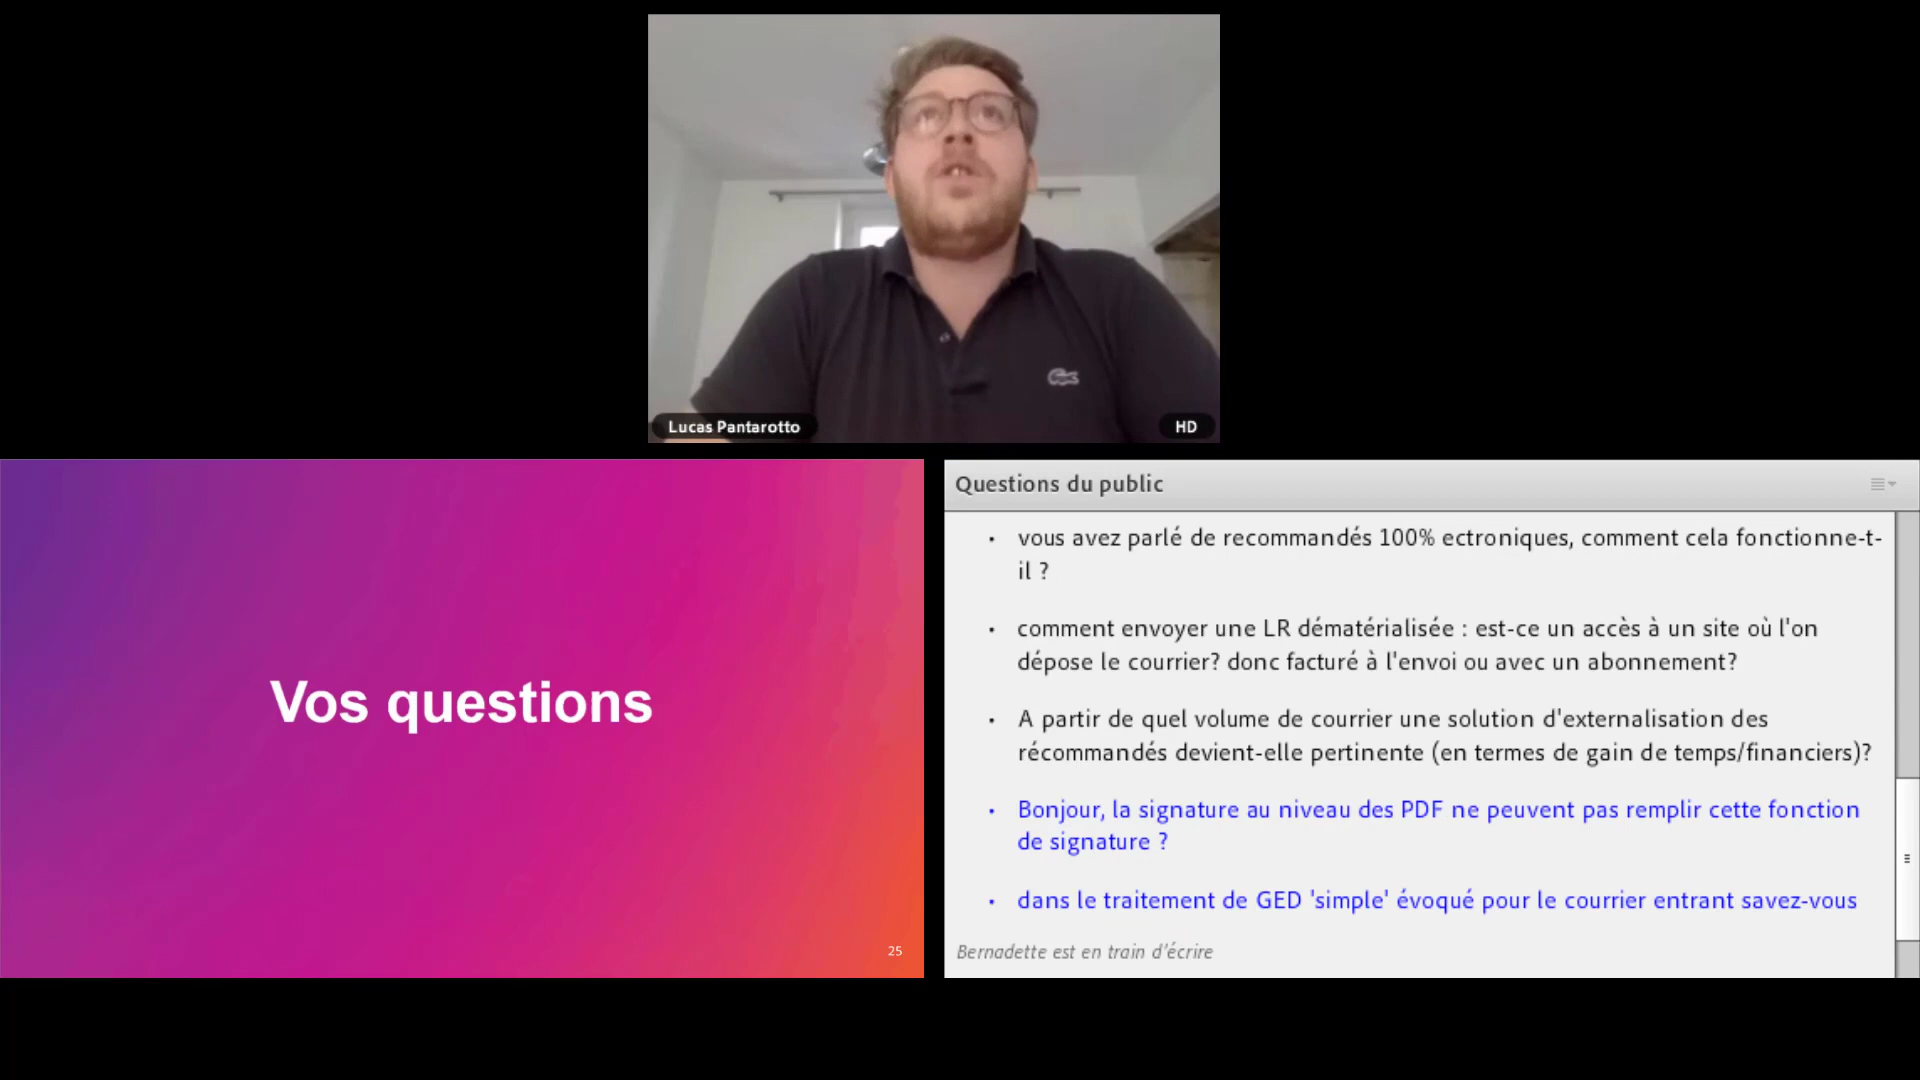 Lucas Pantarotto
HD
Vos questions
25
Questions du public
• vous avez parlé de recommandés 100% ectroniques, comment cela fonctionne-t-
il ?
• comment envoyer une LR dématérialisée : est-ce un accès à un site où l'on
dépose le courrier? donc facturé à l'envoi ou avec un abonnement?
• A partir de quel volume de courrier une solution d'externalisation des
récommandés devient-elle pertinente (en termes de gain de temps/financiers)?
• Bonjour, la signature au niveau des PDF ne peuvent pas remplir cette fonction
de signature ?
• dans le traitement de GED 'simple' évoqué pour le courrier entrant savez-vous
Bernadette est en train d'écrire